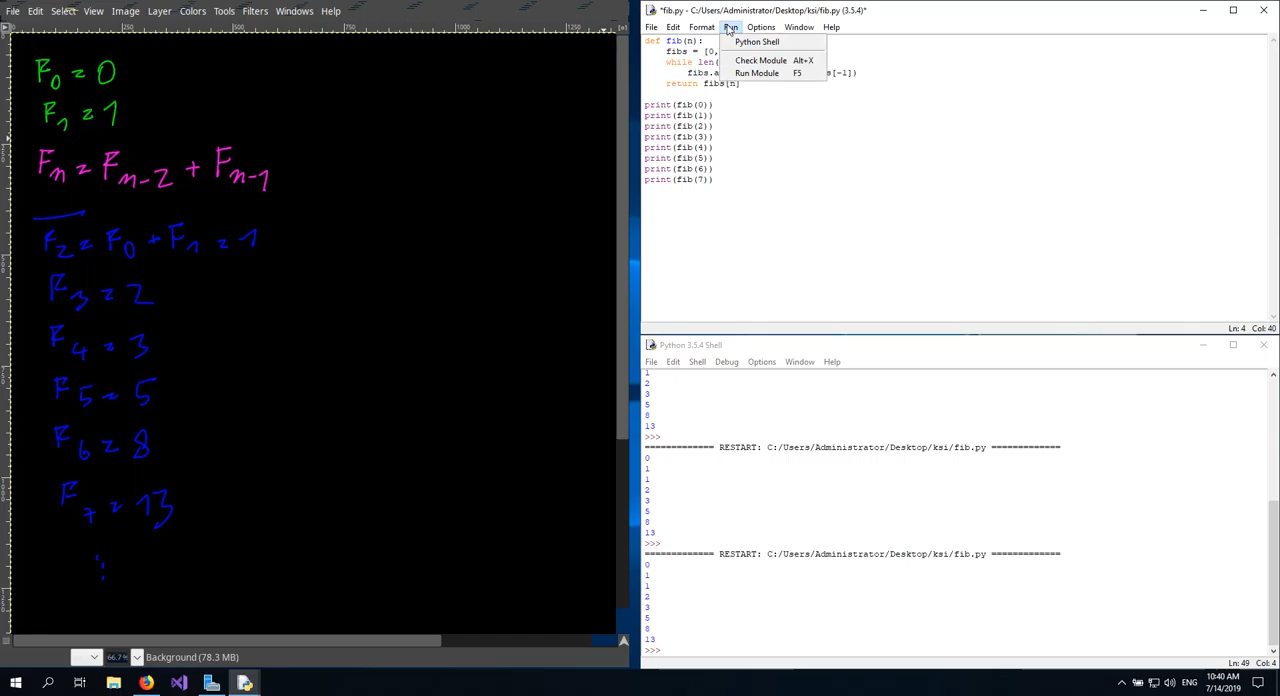 File Edit Select View Image Layer Colors Tools Filters Windows Help
250 500 750 1000 1250
F0 = 0
F1 = 1
Fn = Fn-2 + Fn-1
F2 = F0 + F1 = 1
F3 = 2
F4 = 3
F5 = 5
F6 = 8
F7 = 13
⋮
66.7% Background (78.3 MB)
*fib.py - C:/Users/Administrator/Desktop/ksi/fib.py (3.5.4)*
File Edit Format Run Options Window Help
Python Shell
Check Module Alt+X
Run Module F5
def fib(n):
fibs = [0,
while len(
fibs.a s[-1])
return fibs[n]
print(fib(0))
print(fib(1))
print(fib(2))
print(fib(3))
print(fib(4))
print(fib(5))
print(fib(6))
print(fib(7))
Ln: 4 Col: 40
Python 3.5.4 Shell
File Edit Shell Debug Options Window Help
1
2
3
5
8
13
>>>
============ RESTART: C:/Users/Administrator/Desktop/ksi/fib.py ============
0
1
1
2
3
5
8
13
>>>
============ RESTART: C:/Users/Administrator/Desktop/ksi/fib.py ============
0
1
1
2
3
5
8
13
>>>
Ln: 49 Col: 4
ENG
10:40 AM
7/14/2019